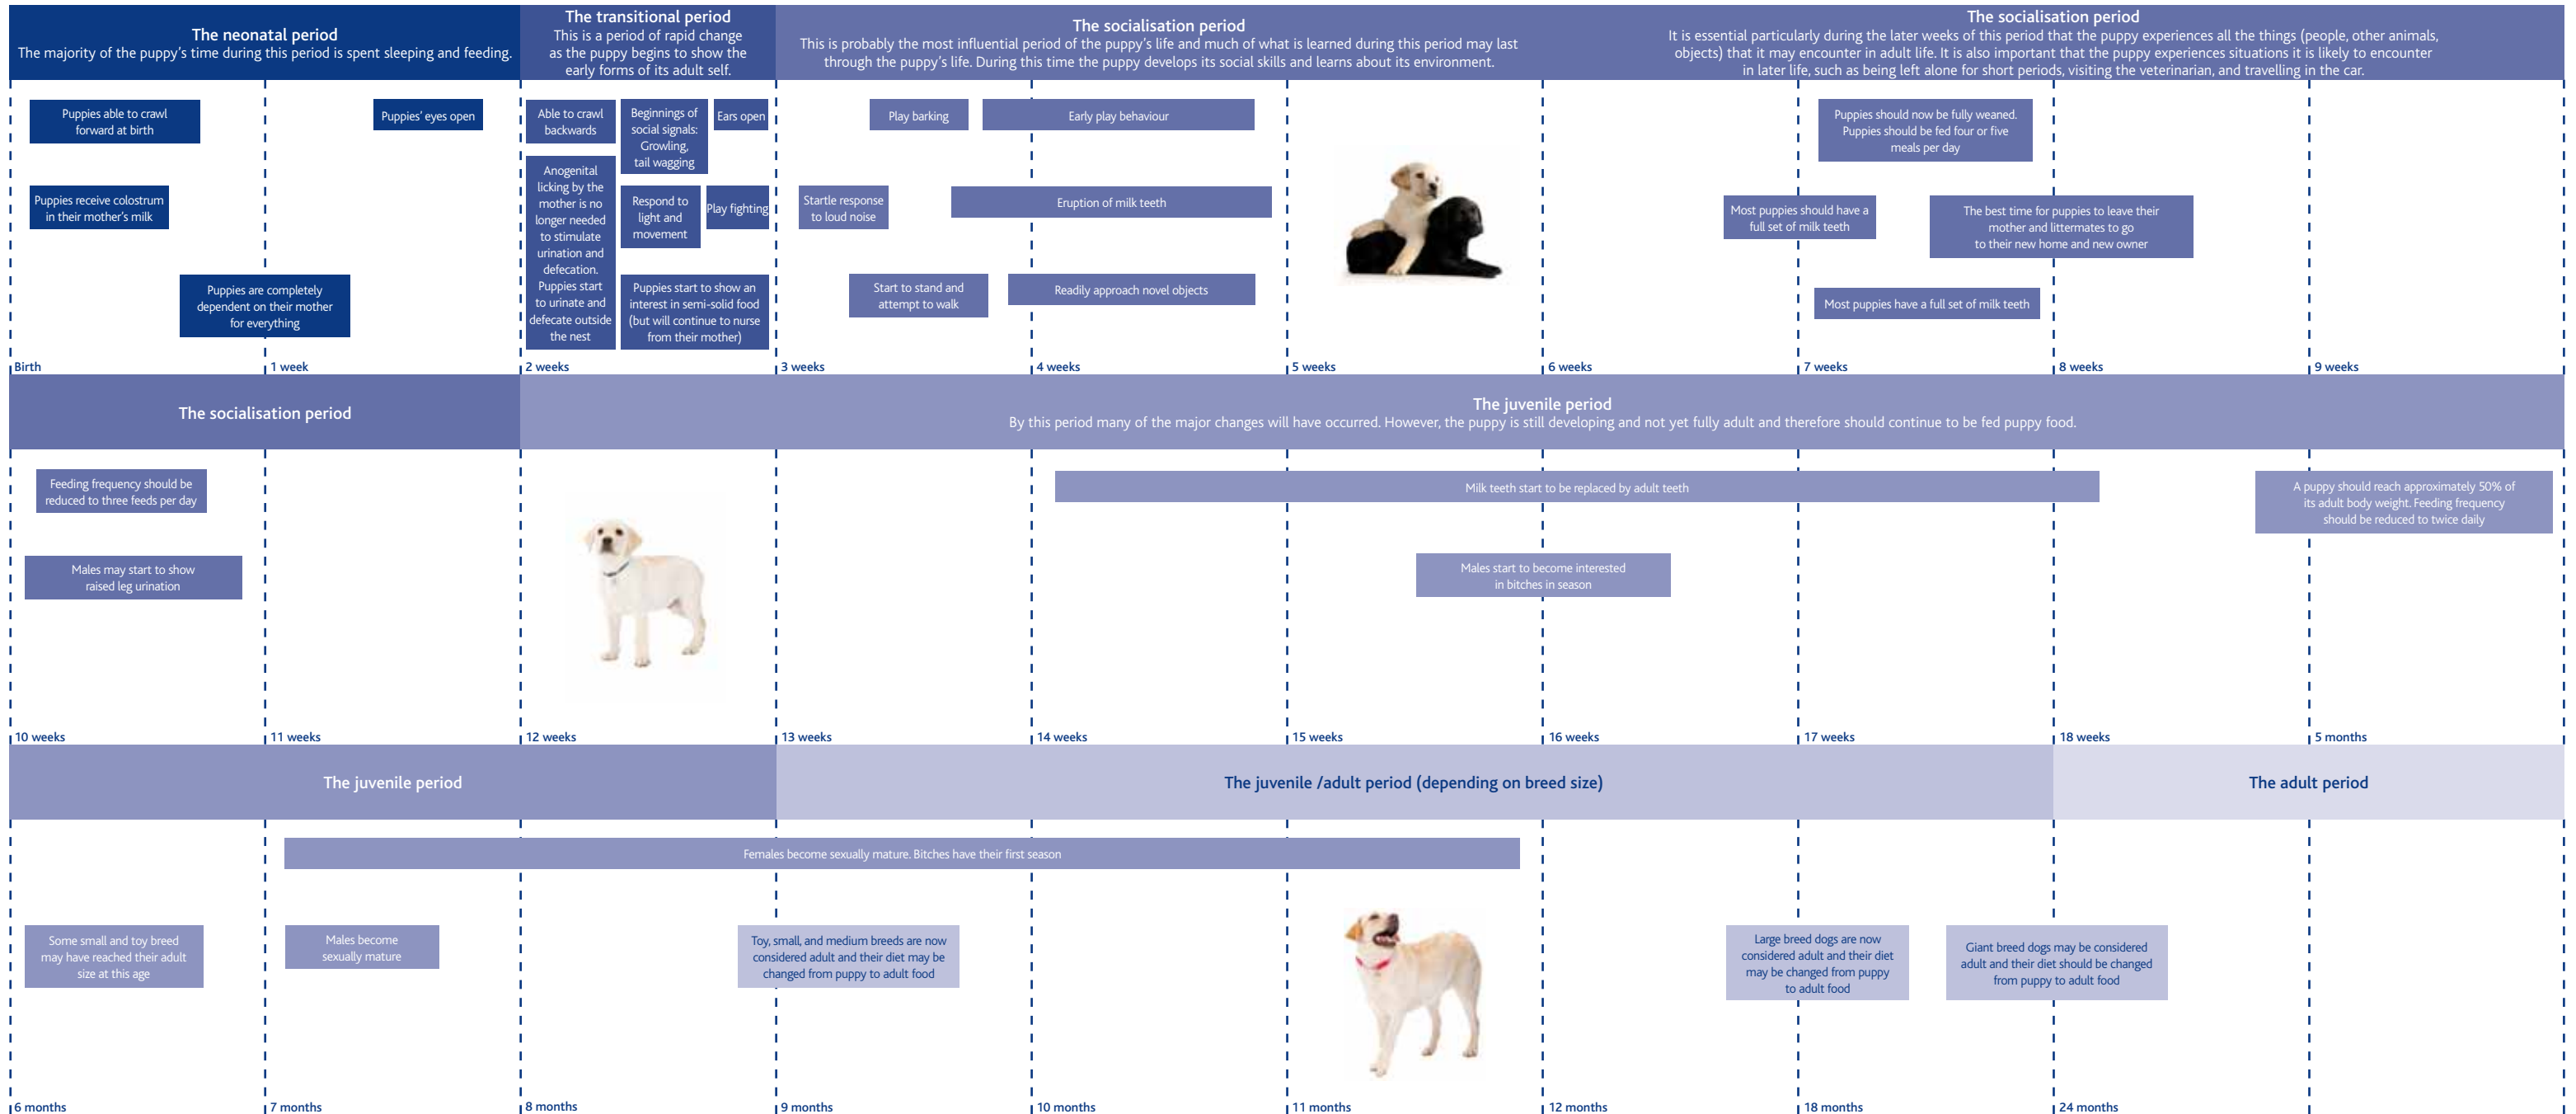 The neonatal period
The majority of the puppy's time during this period is spent sleeping and feeding.
The transitional period
This is a period of rapid change
as the puppy begins to show the
early forms of its adult self.
The socialisation period
This is probably the most influential period of the puppy's life and much of what is learned during this period may last
through the puppy's life. During this time the puppy develops its social skills and learns about its environment.
The socialisation period
It is essential particularly during the later weeks of this period that the puppy experiences all the things (people, other animals,
objects) that it may encounter in adult life. It is also important that the puppy experiences situations it is likely to encounter
in later life, such as being left alone for short periods, visiting the veterinarian, and travelling in the car.
Puppies able to crawl
forward at birth
Puppies' eyes open
Puppies receive colostrum
in their mother's milk
Puppies are completely
dependent on their mother
for everything
Able to crawl
backwards
Beginnings of
social signals:
Growling,
tail wagging
Ears open
Anogenital
licking by the
mother is no
longer needed
to stimulate
urination and
defecation.
Puppies start
to urinate and
defecate outside
the nest
Respond to
light and
movement
Play fighting
Puppies start to show an
interest in semi-solid food
(but will continue to nurse
from their mother)
Play barking
Early play behaviour
Startle response
to loud noise
Eruption of milk teeth
Start to stand and
attempt to walk
Readily approach novel objects
Puppies should now be fully weaned.
Puppies should be fed four or five
meals per day
Most puppies should have a
full set of milk teeth
The best time for puppies to leave their
mother and littermates to go
to their new home and new owner
Most puppies have a full set of milk teeth
Birth
1 week
2 weeks
3 weeks
4 weeks
5 weeks
6 weeks
7 weeks
8 weeks
9 weeks
The socialisation period
The juvenile period
By this period many of the major changes will have occurred. However, the puppy is still developing and not yet fully adult and therefore should continue to be fed puppy food.
Feeding frequency should be
reduced to three feeds per day
Males may start to show
raised leg urination
Milk teeth start to be replaced by adult teeth
Males start to become interested
in bitches in season
A puppy should reach approximately 50% of
its adult body weight. Feeding frequency
should be reduced to twice daily
10 weeks
11 weeks
12 weeks
13 weeks
14 weeks
15 weeks
16 weeks
17 weeks
18 weeks
5 months
The juvenile period
The juvenile /adult period (depending on breed size)
The adult period
Females become sexually mature. Bitches have their first season
Some small and toy breed
may have reached their adult
size at this age
Males become
sexually mature
Toy, small, and medium breeds are now
considered adult and their diet may be
changed from puppy to adult food
Large breed dogs are now
considered adult and their diet
may be changed from puppy
to adult food
Giant breed dogs may be considered
adult and their diet should be changed
from puppy to adult food
6 months
7 months
8 months
9 months
10 months
11 months
12 months
18 months
24 months